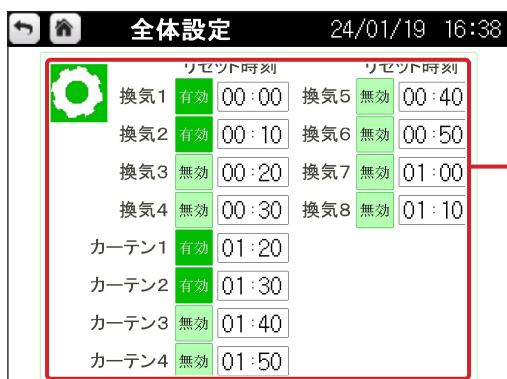 全体設定 24/01/19 16:38
リセット時刻 リセット時刻
換気1 有効 00:00 換気5 無効 00:40
換気2 有効 00:10 換気6 無効 00:50
換気3 無効 00:20 換気7 無効 01:00
換気4 無効 00:30 換気8 無効 01:10
カーテン1 有効 01:20
カーテン2 有効 01:30
カーテン3 無効 01:40
カーテン4 無効 01:50